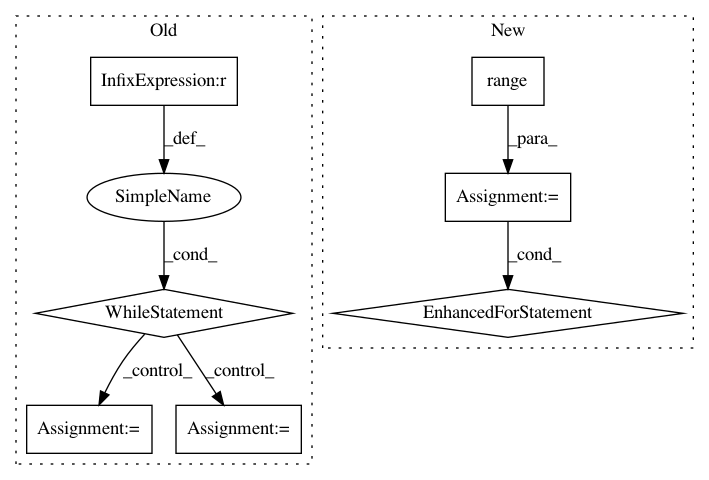 Old
InfixExpression:r
_def_
SimpleName
_cond_
WhileStatement
_control_
_control_
Assignment:=
Assignment:=
New
range
_para_
Assignment:=
_cond_
EnhancedForStatement